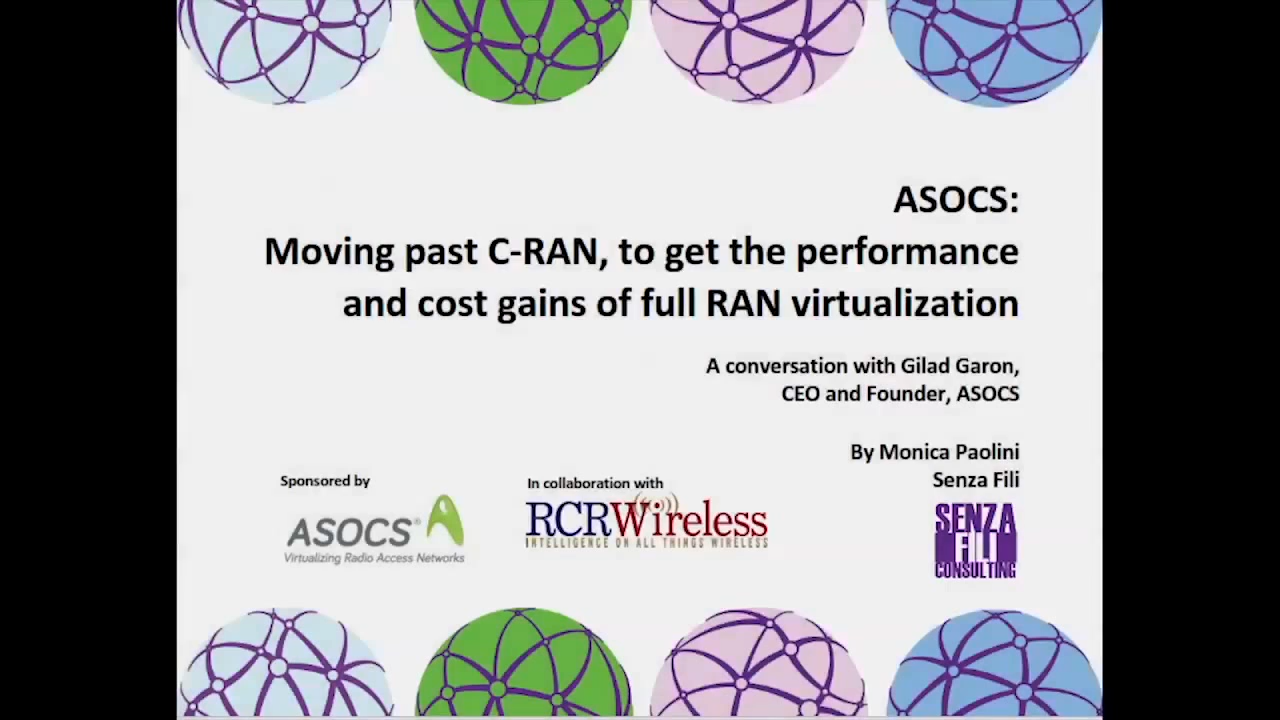 ASOCS:
Moving past C-RAN, to get the performance
and cost gains of full RAN virtualization
A conversation with Gilad Garon,
CEO and Founder, ASOCS
By Monica Paolini
Senza Fili
Sponsored by
ASOCS®
Virtualizing Radio Access Networks
In collaboration with
RCRWireless
INTELLIGENCE ON ALL THINGS WIRELESS
SENZA
FILI
CONSULTING